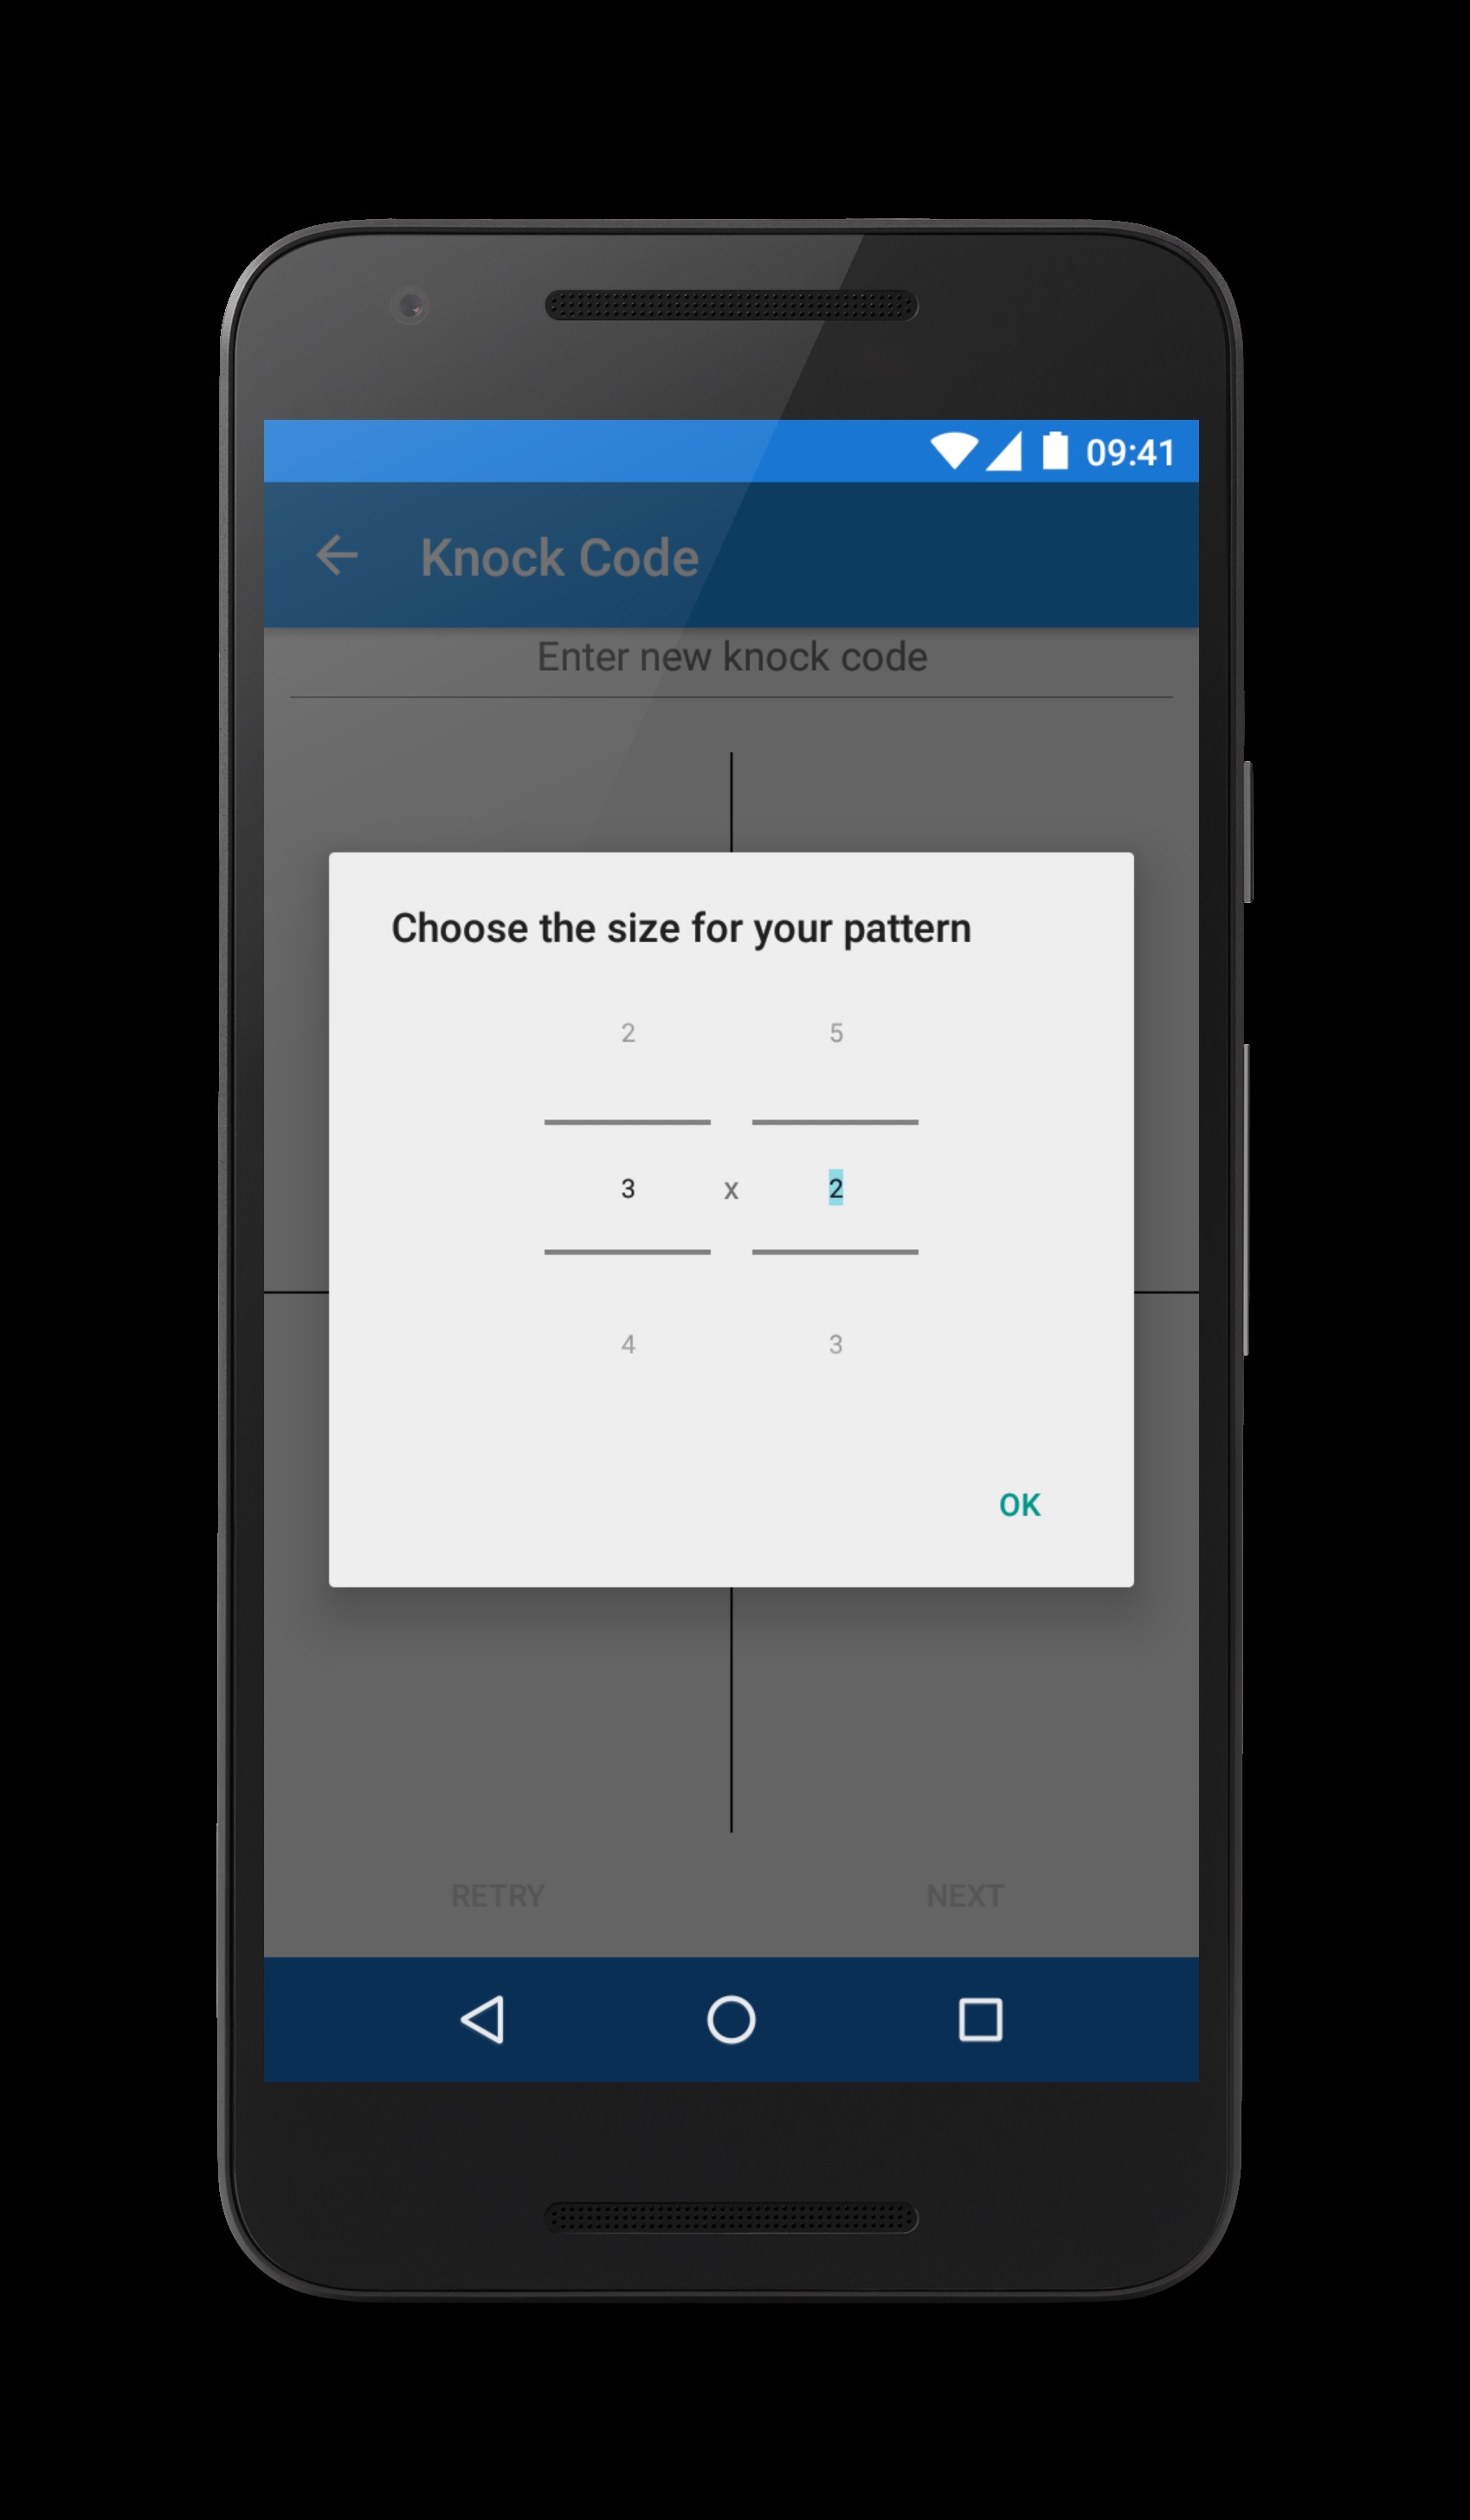 09:41
Knock Code
Enter new knock code
Choose the size for your pattern
2 5
3 x 2
4 3
OK
RETRY NEXT